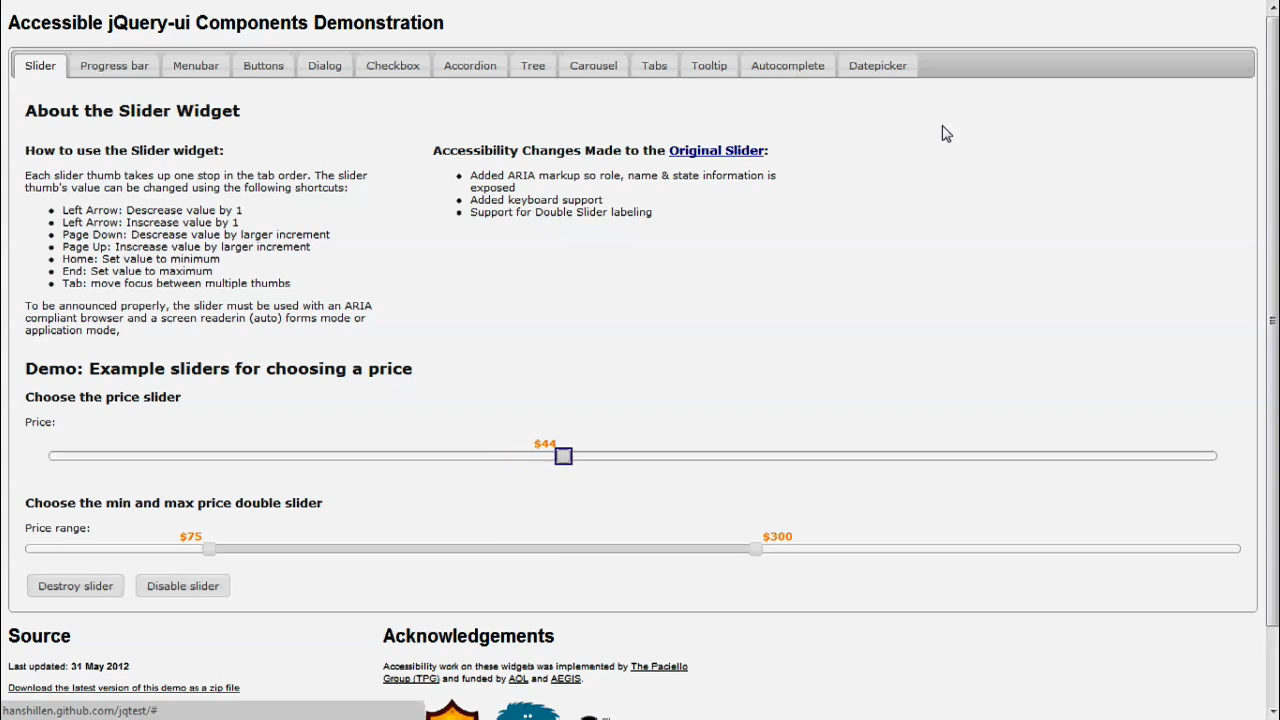 Accessible jQuery-ui Components Demonstration
Slider Progress bar Menubar Buttons Dialog Checkbox Accordion Tree Carousel Tabs Tooltip Autocomplete Datepicker
About the Slider Widget
How to use the Slider widget:
Each slider thumb takes up one stop in the tab order. The slider
thumb's value can be changed using the following shortcuts:
Left Arrow: Descrease value by 1
Left Arrow: Inscrease value by 1
Page Down: Descrease value by larger increment
Page Up: Inscrease value by larger increment
Home: Set value to minimum
End: Set value to maximum
Tab: move focus between multiple thumbs
To be announced properly, the slider must be used with an ARIA
compliant browser and a screen readerin (auto) forms mode or
application mode,
Accessibility Changes Made to the Original Slider:
Added ARIA markup so role, name & state information is
exposed
Added keyboard support
Support for Double Slider labeling
Demo: Example sliders for choosing a price
Choose the price slider
Price:
$44
Choose the min and max price double slider
Price range:
$75 $300
Destroy slider Disable slider
Source
Last updated: 31 May 2012
Download the latest version of this demo as a zip file
Acknowledgements
Accessibility work on these widgets was implemented by The Paciello
Group (TPG) and funded by AOL and AEGIS.
hanshillen.github.com/jqtest/#